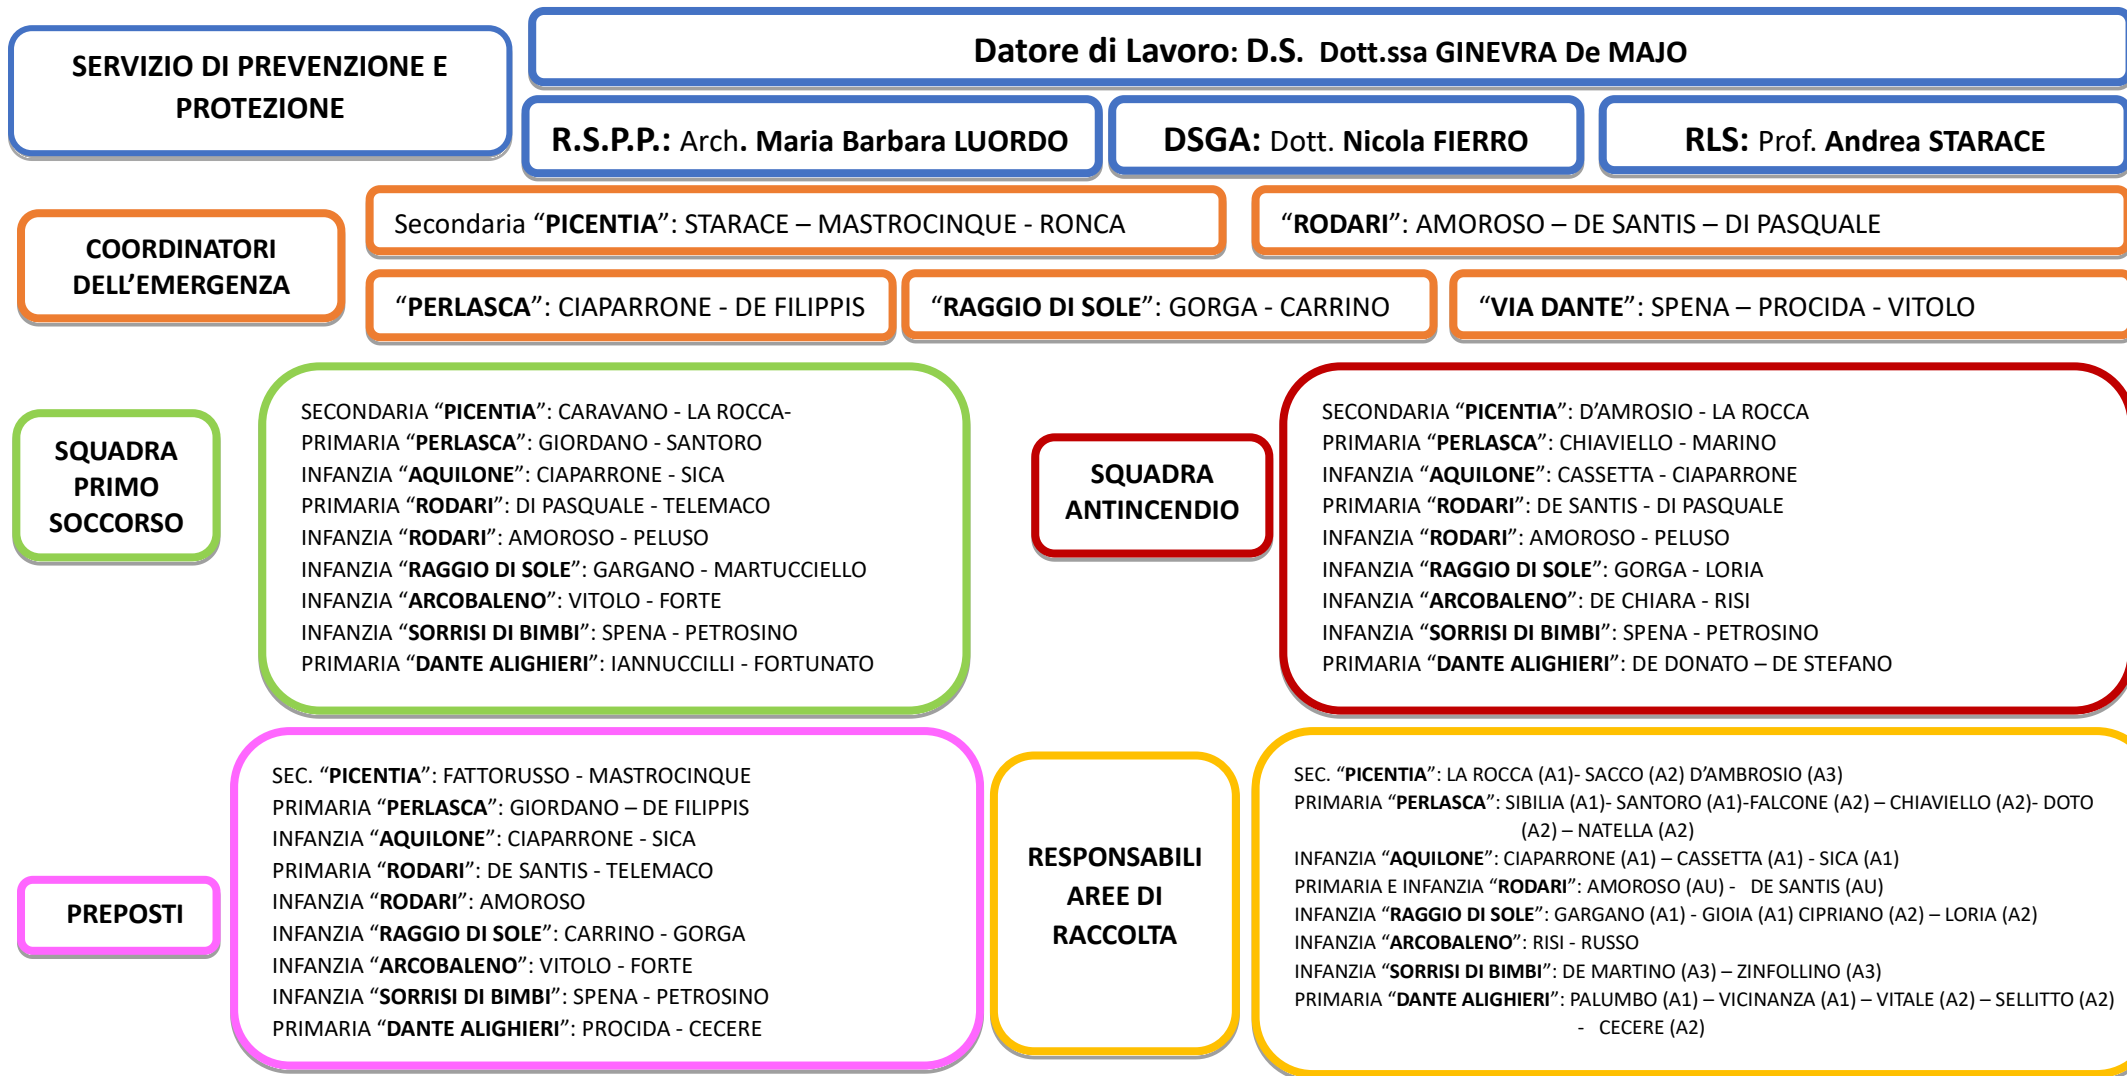 SERVIZIO DI PREVENZIONE E
PROTEZIONE
Datore di Lavoro: D.S. Dott.ssa GINEVRA De MAJO
R.S.P.P.: Arch. Maria Barbara LUORDO
DSGA: Dott. Nicola FIERRO
RLS: Prof. Andrea STARACE
COORDINATORI
DELL’EMERGENZA
Secondaria “PICENTIA”: STARACE – MASTROCINQUE - RONCA
“RODARI”: AMOROSO – DE SANTIS – DI PASQUALE
“PERLASCA”: CIAPARRONE - DE FILIPPIS
“RAGGIO DI SOLE”: GORGA - CARRINO
“VIA DANTE”: SPENA – PROCIDA - VITOLO
SQUADRA
PRIMO
SOCCORSO
SECONDARIA “PICENTIA”: CARAVANO - LA ROCCA-
PRIMARIA “PERLASCA”: GIORDANO - SANTORO
INFANZIA “AQUILONE”: CIAPARRONE - SICA
PRIMARIA “RODARI”: DI PASQUALE - TELEMACO
INFANZIA “RODARI”: AMOROSO - PELUSO
INFANZIA “RAGGIO DI SOLE”: GARGANO - MARTUCCIELLO
INFANZIA “ARCOBALENO”: VITOLO - FORTE
INFANZIA “SORRISI DI BIMBI”: SPENA - PETROSINO
PRIMARIA “DANTE ALIGHIERI”: IANNUCCILLI - FORTUNATO
SQUADRA
ANTINCENDIO
SECONDARIA “PICENTIA”: D’AMROSIO - LA ROCCA
PRIMARIA “PERLASCA”: CHIAVIELLO - MARINO
INFANZIA “AQUILONE”: CASSETTA - CIAPARRONE
PRIMARIA “RODARI”: DE SANTIS - DI PASQUALE
INFANZIA “RODARI”: AMOROSO - PELUSO
INFANZIA “RAGGIO DI SOLE”: GORGA - LORIA
INFANZIA “ARCOBALENO”: DE CHIARA - RISI
INFANZIA “SORRISI DI BIMBI”: SPENA - PETROSINO
PRIMARIA “DANTE ALIGHIERI”: DE DONATO – DE STEFANO
PREPOSTI
SEC. “PICENTIA”: FATTORUSSO - MASTROCINQUE
PRIMARIA “PERLASCA”: GIORDANO – DE FILIPPIS
INFANZIA “AQUILONE”: CIAPARRONE - SICA
PRIMARIA “RODARI”: DE SANTIS - TELEMACO
INFANZIA “RODARI”: AMOROSO
INFANZIA “RAGGIO DI SOLE”: CARRINO - GORGA
INFANZIA “ARCOBALENO”: VITOLO - FORTE
INFANZIA “SORRISI DI BIMBI”: SPENA - PETROSINO
PRIMARIA “DANTE ALIGHIERI”: PROCIDA - CECERE
RESPONSABILI
AREE DI
RACCOLTA
SEC. “PICENTIA”: LA ROCCA (A1)- SACCO (A2) D’AMBROSIO (A3)
PRIMARIA “PERLASCA”: SIBILIA (A1)- SANTORO (A1)-FALCONE (A2) – CHIAVIELLO (A2)- DOTO
(A2) – NATELLA (A2)
INFANZIA “AQUILONE”: CIAPARRONE (A1) – CASSETTA (A1) - SICA (A1)
PRIMARIA E INFANZIA “RODARI”: AMOROSO (AU) - DE SANTIS (AU)
INFANZIA “RAGGIO DI SOLE”: GARGANO (A1) - GIOIA (A1) CIPRIANO (A2) – LORIA (A2)
INFANZIA “ARCOBALENO”: RISI - RUSSO
INFANZIA “SORRISI DI BIMBI”: DE MARTINO (A3) – ZINFOLLINO (A3)
PRIMARIA “DANTE ALIGHIERI”: PALUMBO (A1) – VICINANZA (A1) – VITALE (A2) – SELLITTO (A2)
- CECERE (A2)